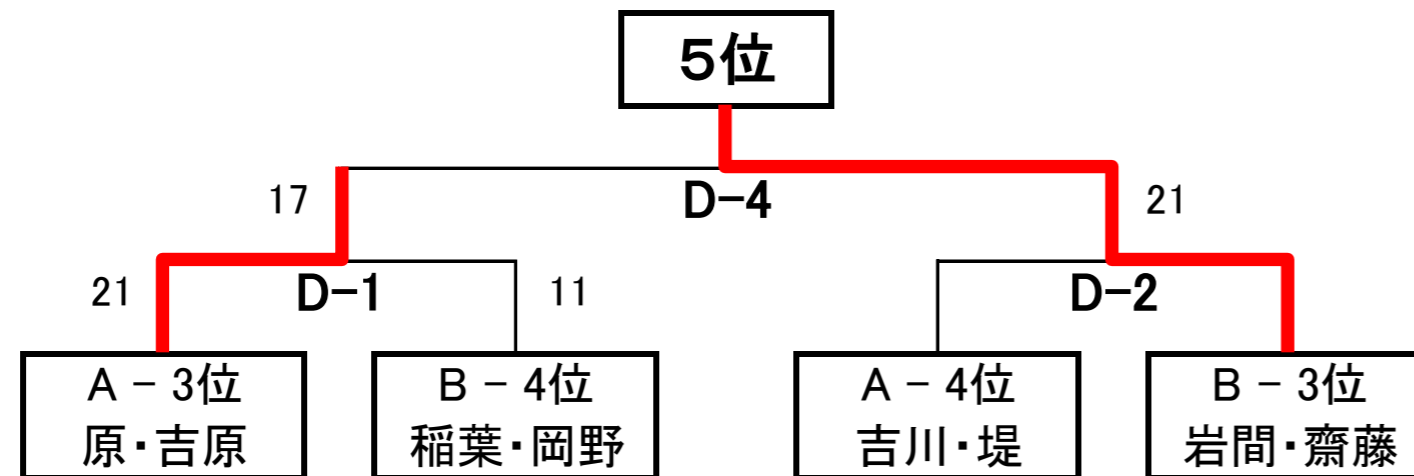 5位
17
D-4
21
21
D-1
11
D-2
A - 3位
原・吉原
B - 4位
稲葉・岡野
A - 4位
吉川・堤
B - 3位
岩間・齋藤